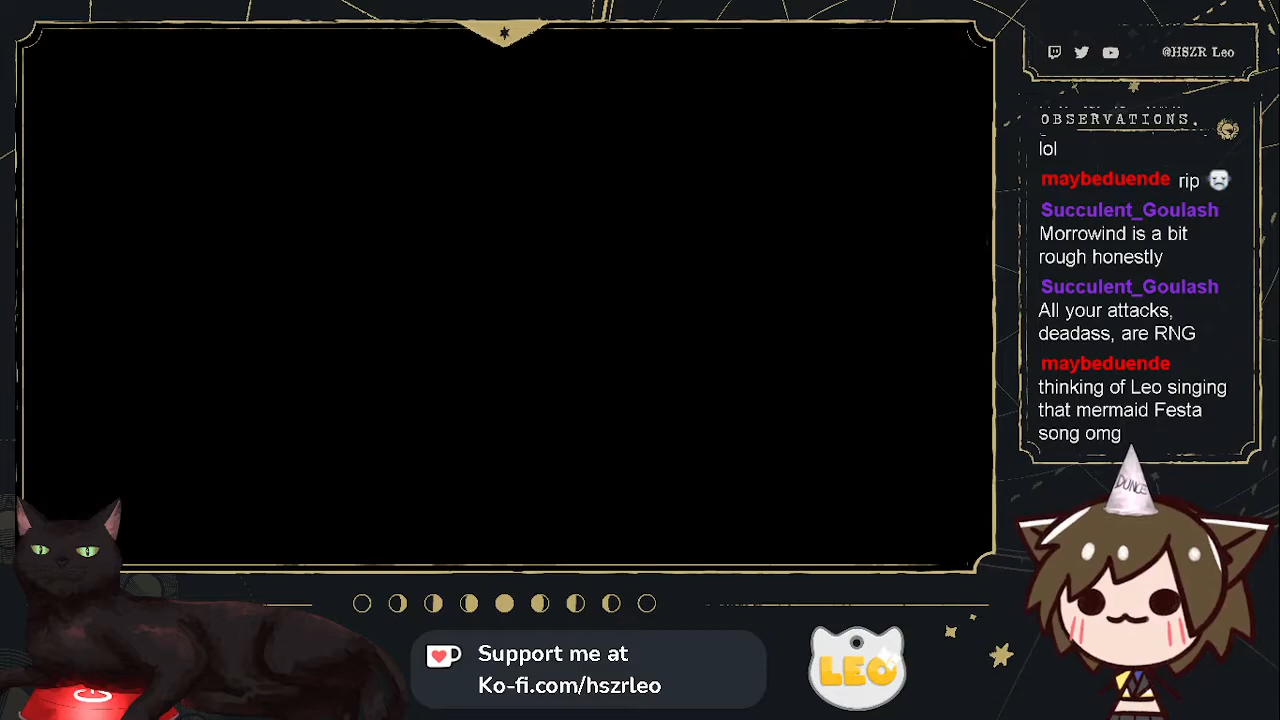 @HSZR Leo
OBSERVATIONS.
lol
maybeduende rip
Succulent_Goulash
Morrowind is a bit
rough honestly
Succulent_Goulash
All your attacks,
deadass, are RNG
maybeduende
thinking of Leo singing
that mermaid Festa
song omg
DUNCE
Support me at
Ko-fi.com/hszrleo
LEO